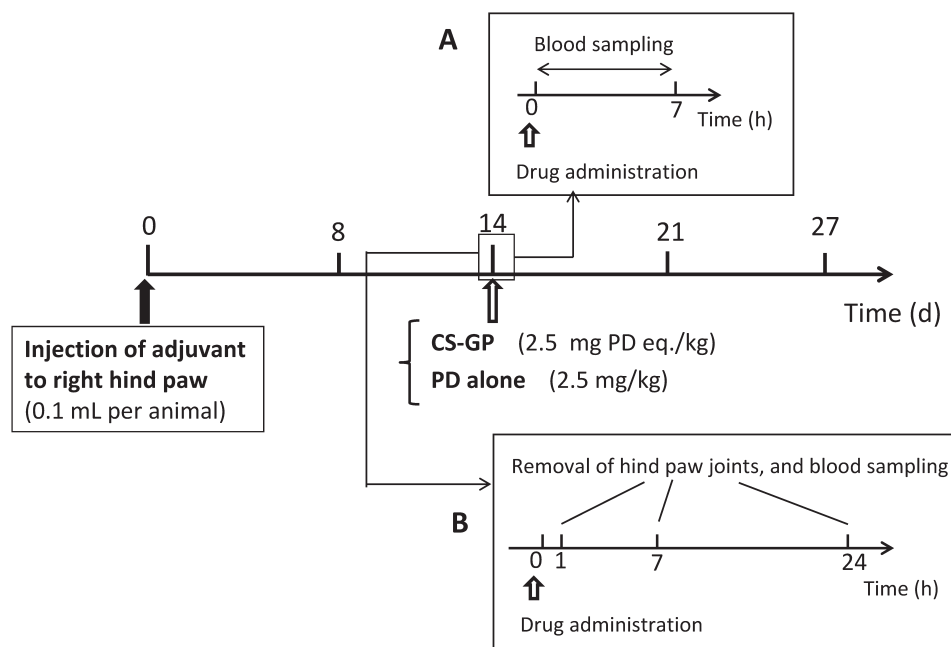 A
Blood sampling
0
7
Time (h)
Drug administration
0
8
14
21
27
Time (d)
Injection of adjuvant
to right hind paw
(0.1 mL per animal)
CS-GP (2.5 mg PD eq./kg)
PD alone (2.5 mg/kg)
B
Removal of hind paw joints, and blood sampling
0
1
7
24
Time (h)
Drug administration